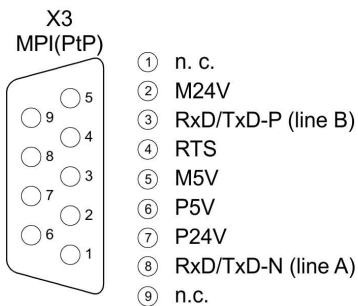 X3
MPI(PtP)
5
9
4
8
3
7
2
6
1
1 n. c.
2 M24V
3 RxD/TxD-P (line B)
4 RTS
5 M5V
6 P5V
7 P24V
8 RxD/TxD-N (line A)
9 n.c.